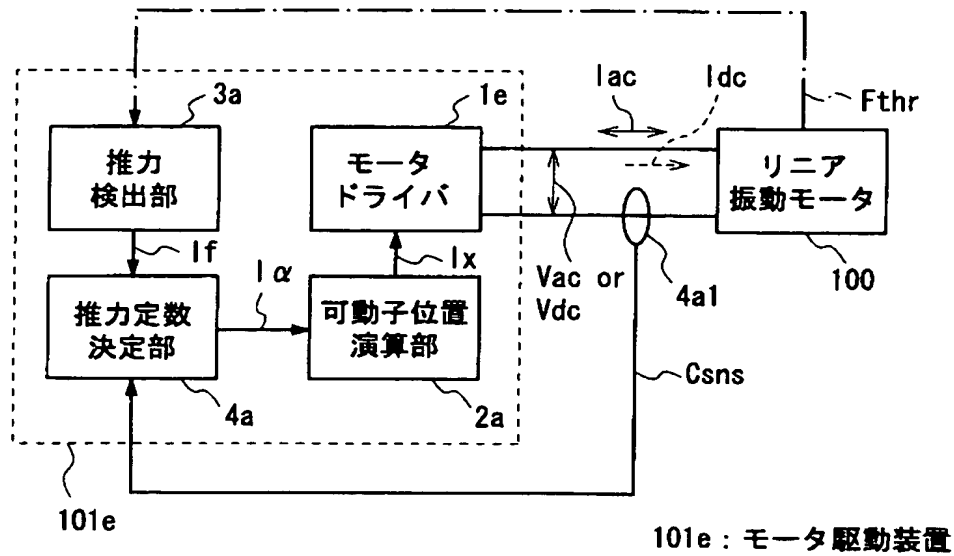 3a
推力
検出部
If
推力定数
決定部
4a
Iα
1e
モータ
ドライバ
Ix
可動子位置
演算部
2a
Iac
Idc
Vac or
Vdc
4a1
Csns
Fthr
リニア
振動モータ
100
101e
101e：モータ駆動装置